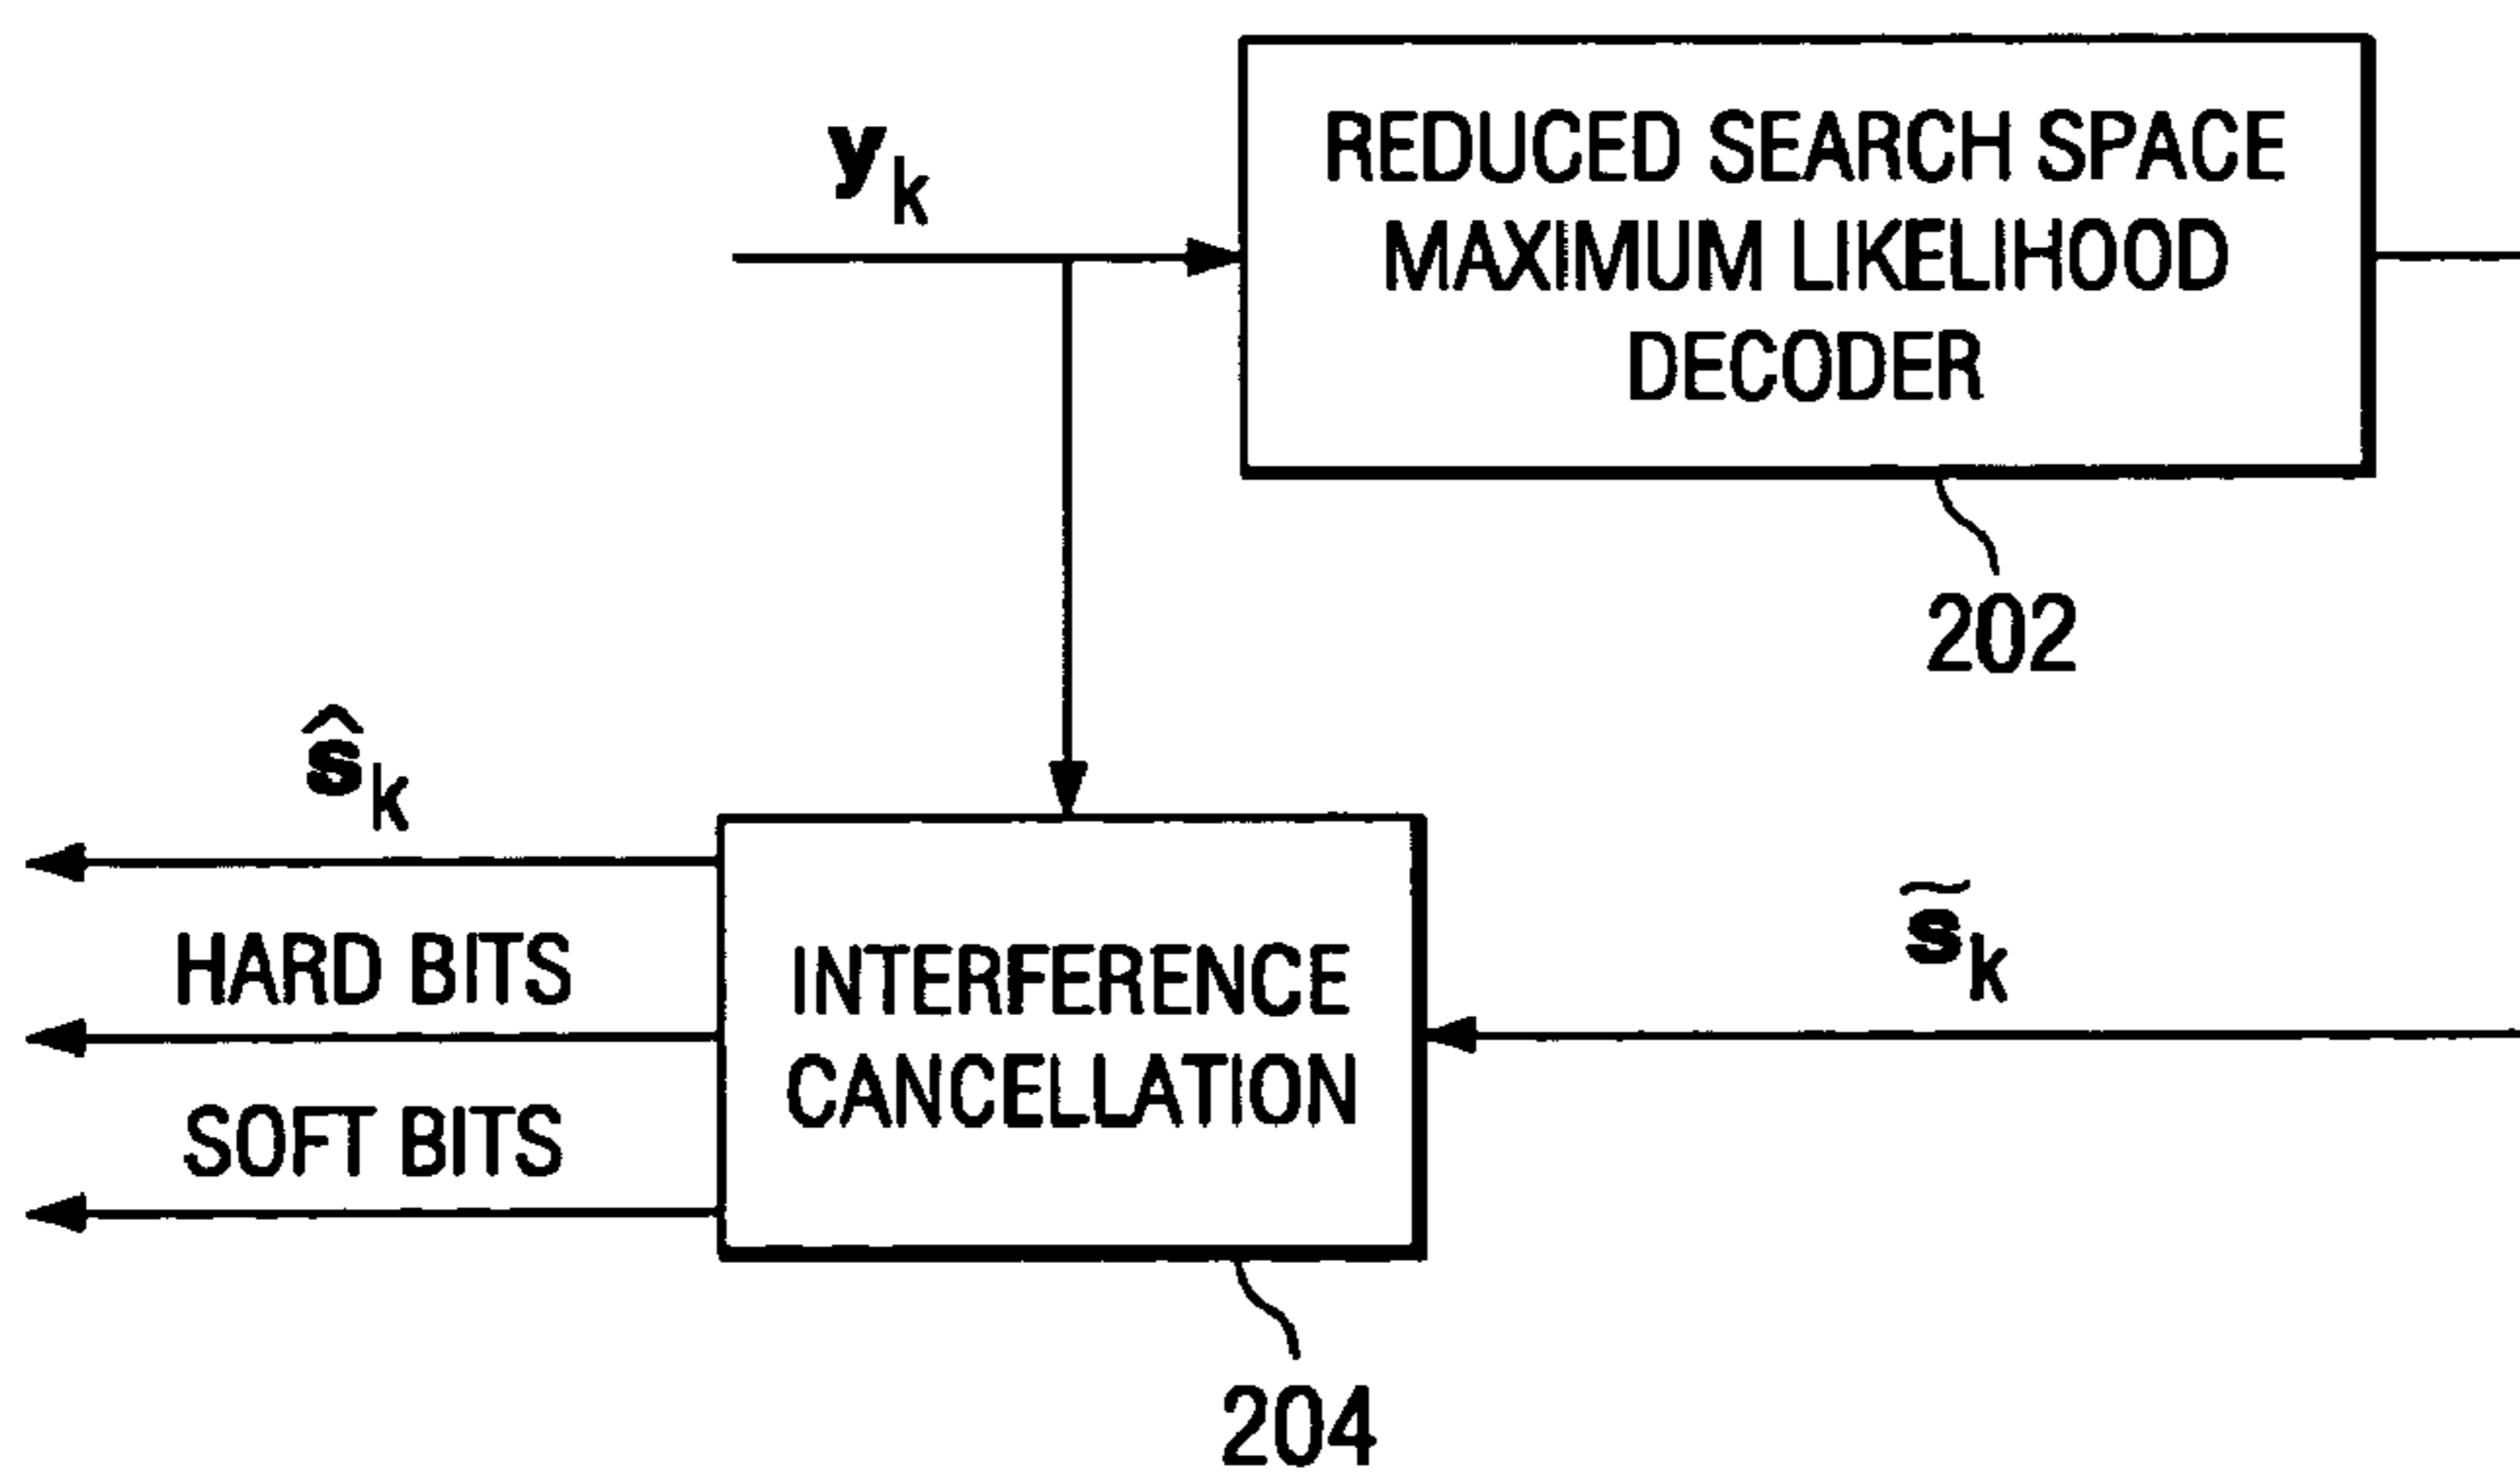 y_k
REDUCED SEARCH SPACE
MAXIMUM LIKELIHOOD
DECODER
202
ŝ_k
HARD BITS
SOFT BITS
INTERFERENCE
CANCELLATION
s̃_k
204